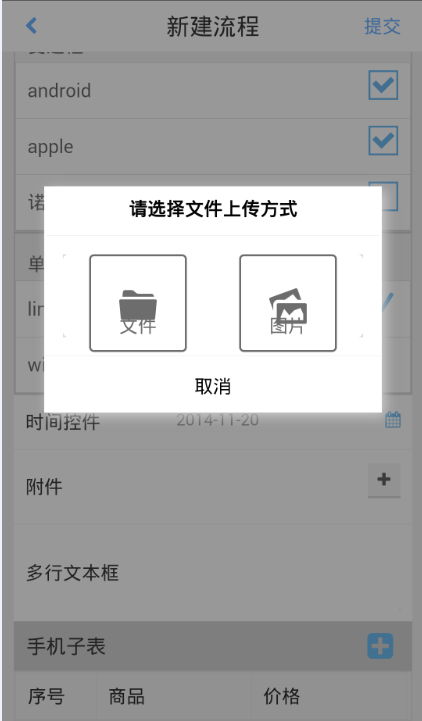 新建流程
提交
android
apple
诺
请选择文件上传方式
单
文件
图片
取消
时间控件
2014-11-20
附件
多行文本框
手机子表
序号
商品
价格